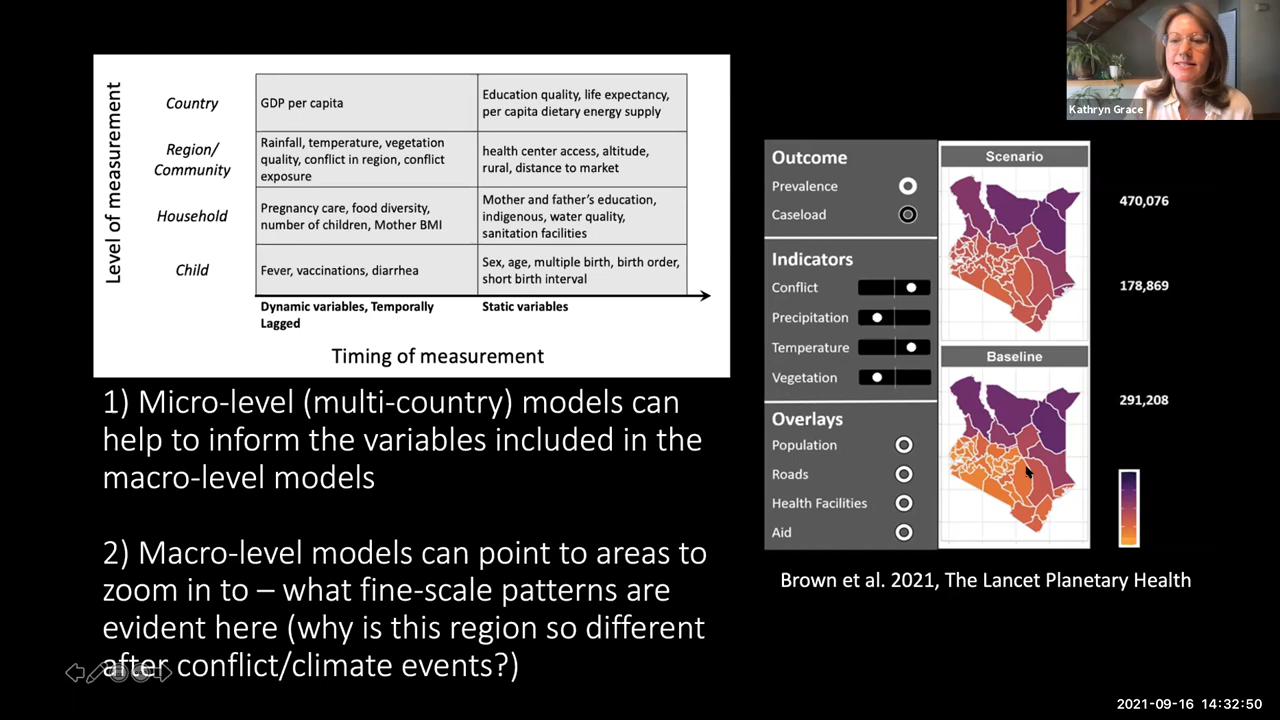 Kathryn Grace
Level of measurement
Country
GDP per capita
Education quality, life expectancy,
per capita dietary energy supply
Region/
Community
Rainfall, temperature, vegetation
quality, conflict in region, conflict
exposure
health center access, altitude,
rural, distance to market
Household
Pregnancy care, food diversity,
number of children, Mother BMI
Mother and father's education,
indigenous, water quality,
sanitation facilities
Child
Fever, vaccinations, diarrhea
Sex, age, multiple birth, birth order,
short birth interval
Dynamic variables, Temporally
Lagged
Static variables
Timing of measurement
1) Micro-level (multi-country) models can
help to inform the variables included in the
macro-level models
2) Macro-level models can point to areas to
zoom in to – what fine-scale patterns are
evident here (why is this region so different
after conflict/climate events?)
Outcome
Prevalence
Caseload
Indicators
Conflict
Precipitation
Temperature
Vegetation
Overlays
Population
Roads
Health Facilities
Aid
Scenario
Baseline
470,076
178,869
291,208
Brown et al. 2021, The Lancet Planetary Health
2021-09-16 14:32:50